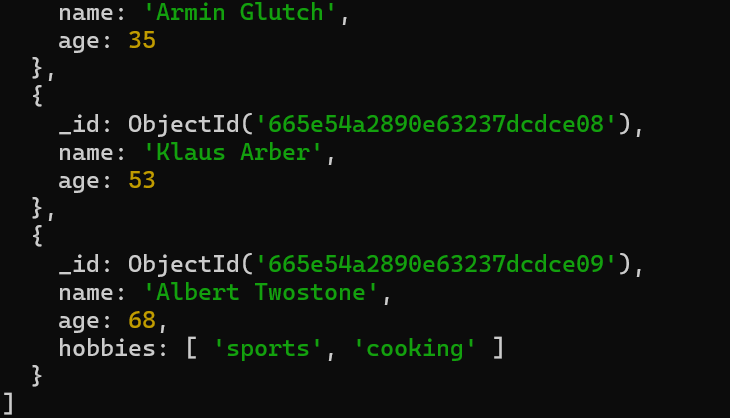 name: 'Armin Glutch',
age: 35
},
{
_id: ObjectId('665e54a2890e63237dcdce08'),
name: 'Klaus Arber',
age: 53
},
{
_id: ObjectId('665e54a2890e63237dcdce09'),
name: 'Albert Twostone',
age: 68,
hobbies: [ 'sports', 'cooking' ]
}
]